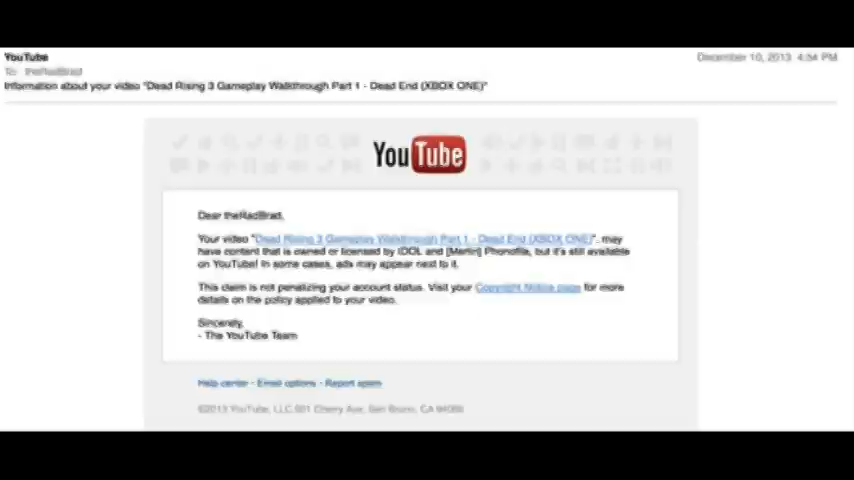 YouTube
December 10, 2013 4:54 PM
To: theRadBrad
Information about your video "Dead Rising 3 Gameplay Walkthrough Part 1 - Dead End (XBOX ONE)"
YouTube
Dear theRadBrad,
Your video "Dead Rising 3 Gameplay Walkthrough Part 1 - Dead End (XBOX ONE)", may
have content that is owned or licensed by IDOL and [Merlin] Phonofile, but it's still available
on YouTube! In some cases, ads may appear next to it.
This claim is not penalizing your account status. Visit your Copyright Notice page for more
details on the policy applied to your video.
Sincerely,
- The YouTube Team
Help center - Email options - Report spam
©2013 YouTube, LLC 901 Cherry Ave, San Bruno, CA 94066